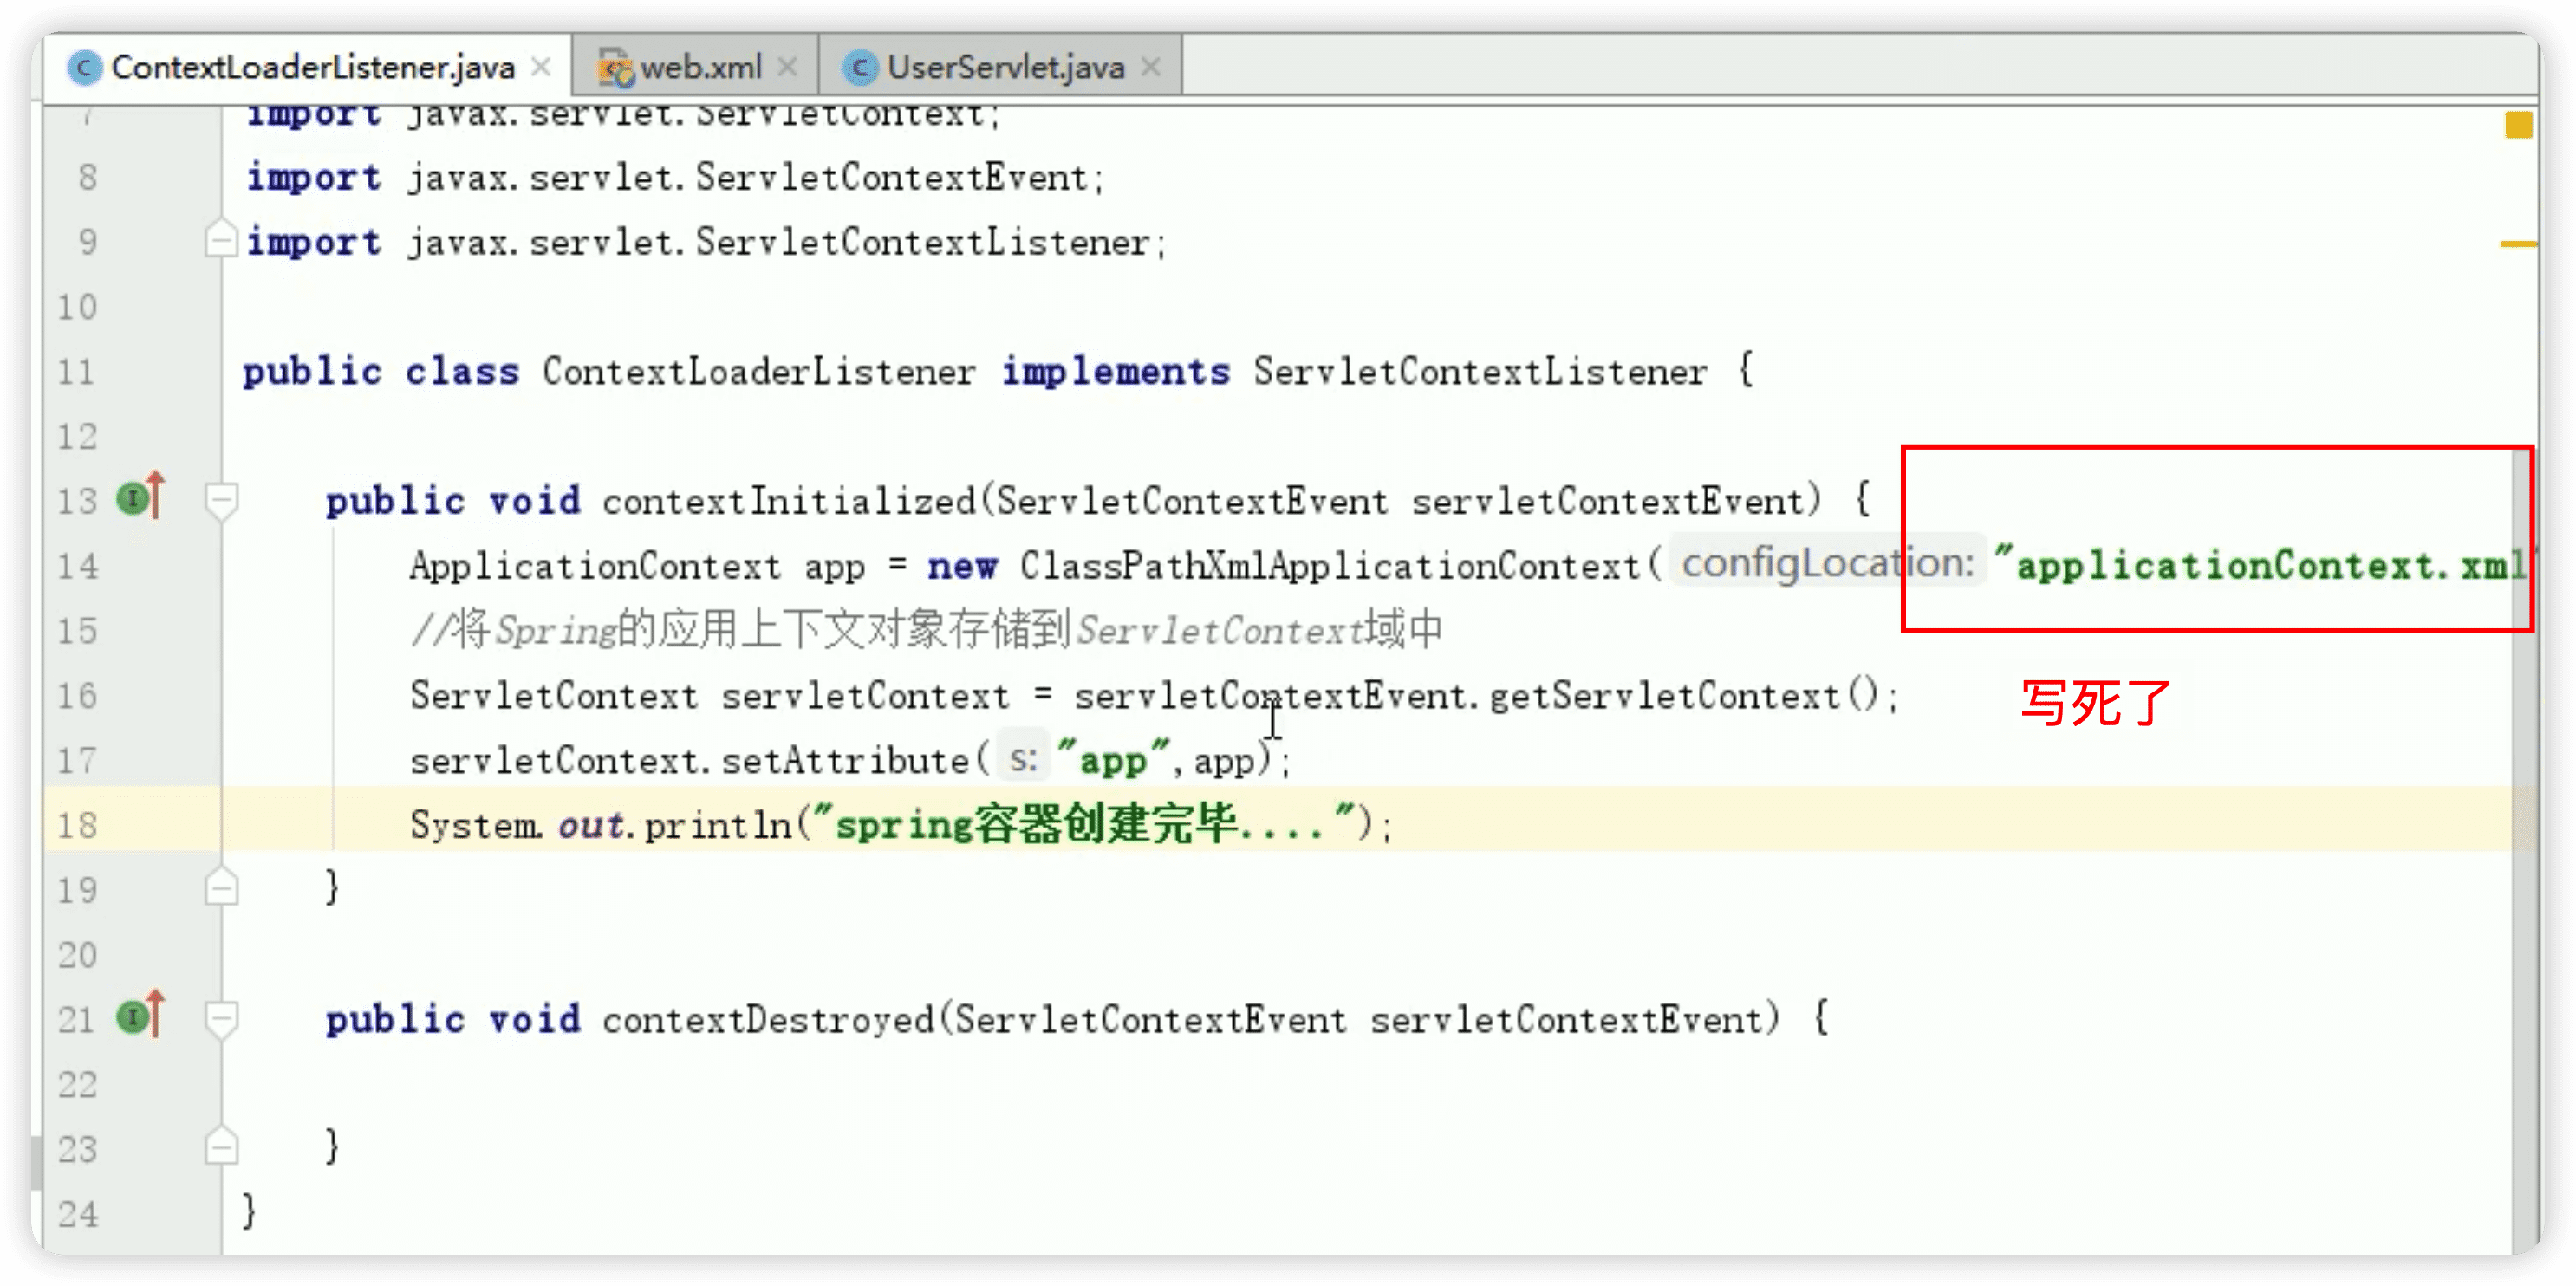 ContextLoaderListener.java web.xml UserServlet.java
7 import javax.servlet.ServletContext;
8 import javax.servlet.ServletContextEvent;
9 import javax.servlet.ServletContextListener;
10
11 public class ContextLoaderListener implements ServletContextListener {
12
13 public void contextInitialized(ServletContextEvent servletContextEvent) {
14 ApplicationContext app = new ClassPathXmlApplicationContext( configLocation: "applicationContext.xml"
15 //将Spring的应用上下文对象存储到ServletContext域中
16 ServletContext servletContext = servletContextEvent.getServletContext();
写死了
17 servletContext.setAttribute( s: "app",app);
18 System.out.println("spring容器创建完毕....");
19 }
20
21 public void contextDestroyed(ServletContextEvent servletContextEvent) {
22
23 }
24 }